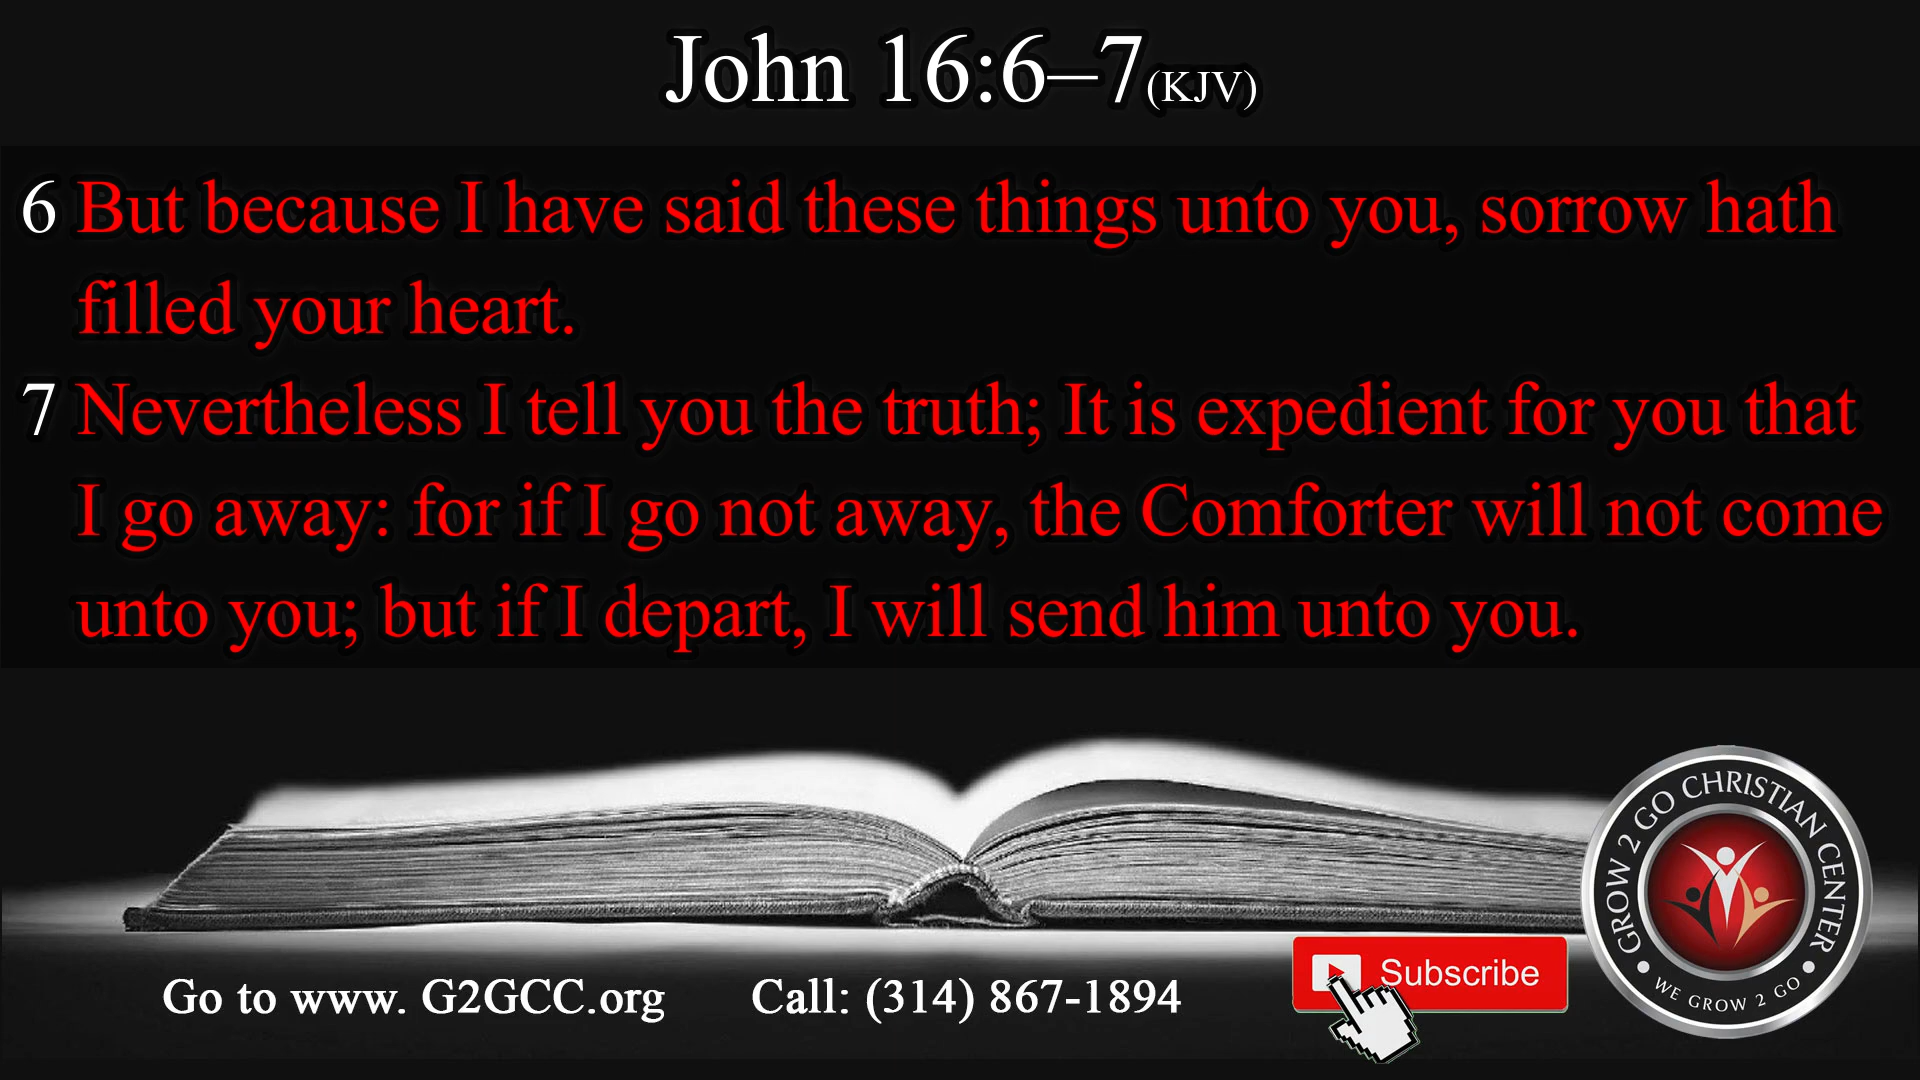 John 16:6–7(KJV)
6 But because I have said these things unto you, sorrow hath
filled your heart.
7 Nevertheless I tell you the truth; It is expedient for you that
I go away: for if I go not away, the Comforter will not come
unto you; but if I depart, I will send him unto you.
GROW 2 GO CHRISTIAN CENTER
• WE GROW 2 GO •
Subscribe
Go to www. G2GCC.org Call: (314) 867-1894